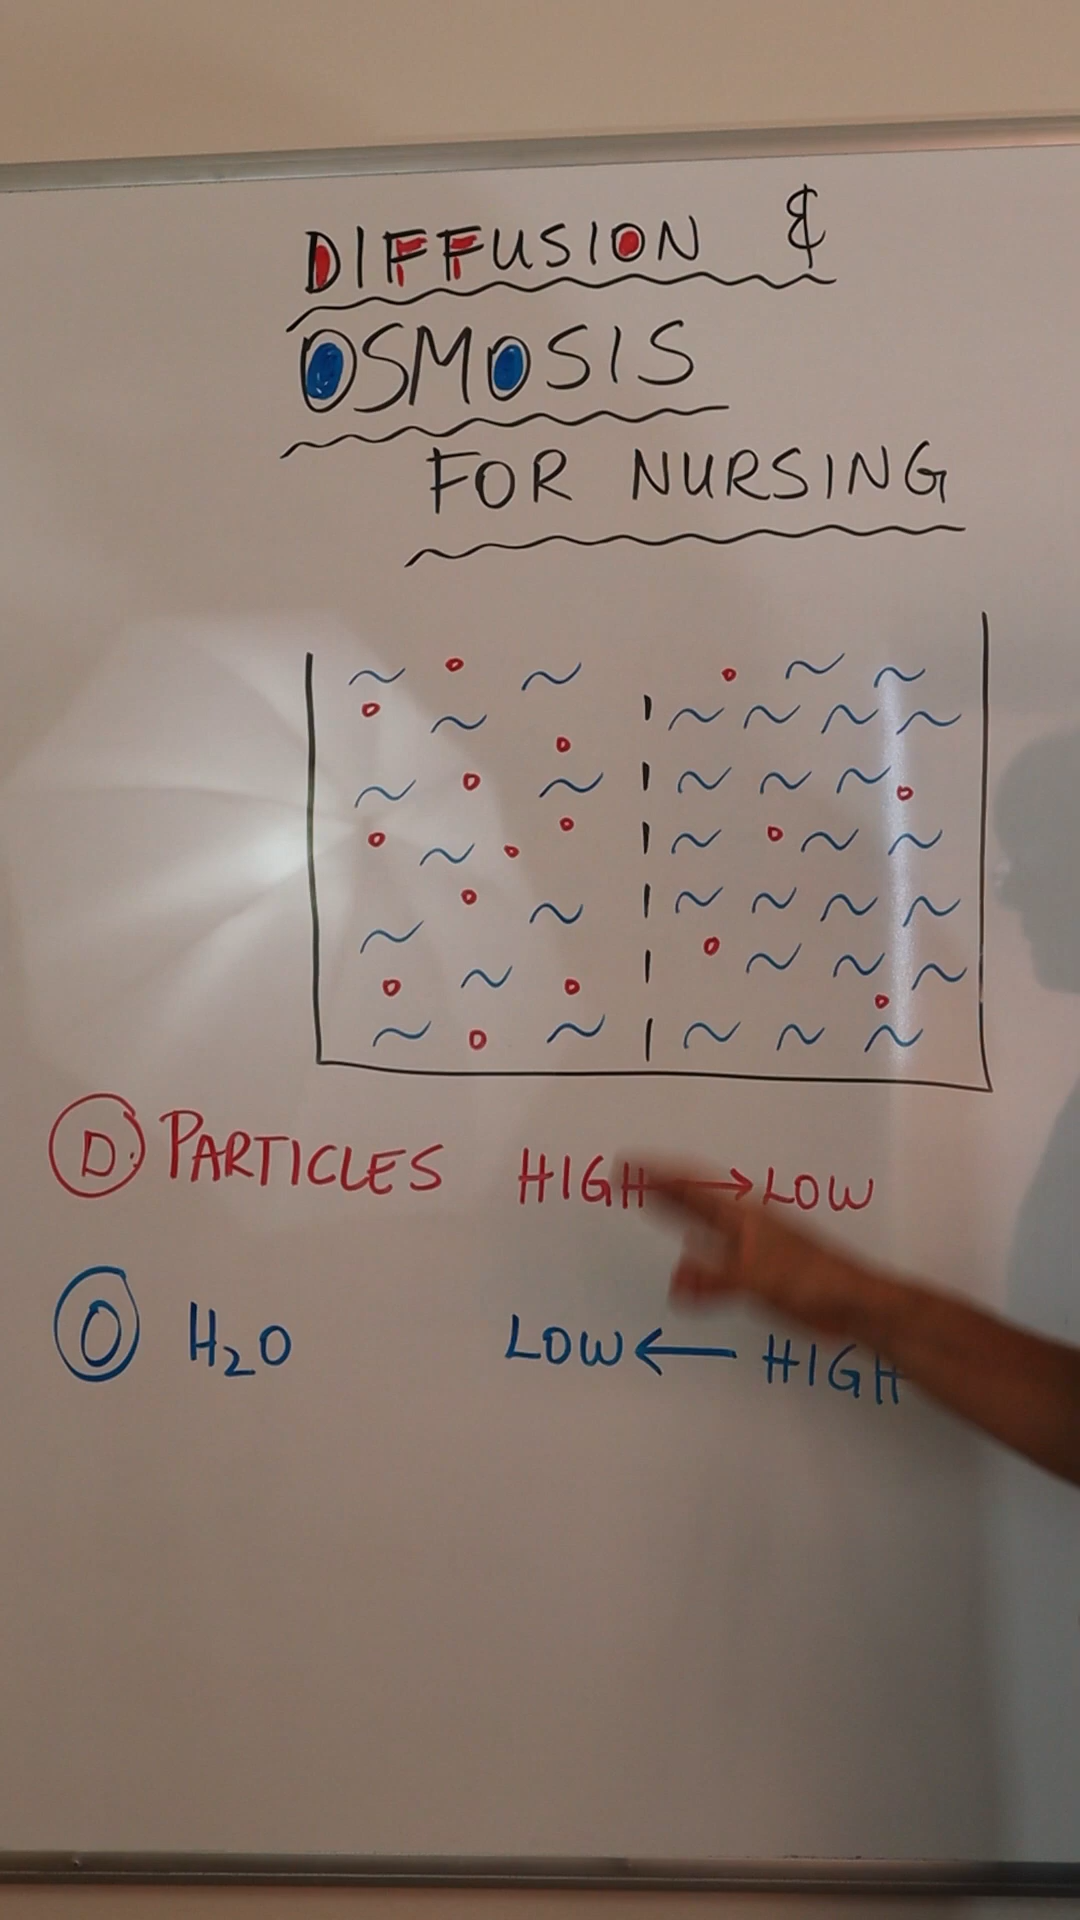 DIFFUSION &
OSMOSIS
FOR NURSING
D. PARTICLES HIGH → LOW
O H₂O LOW ← HIGH